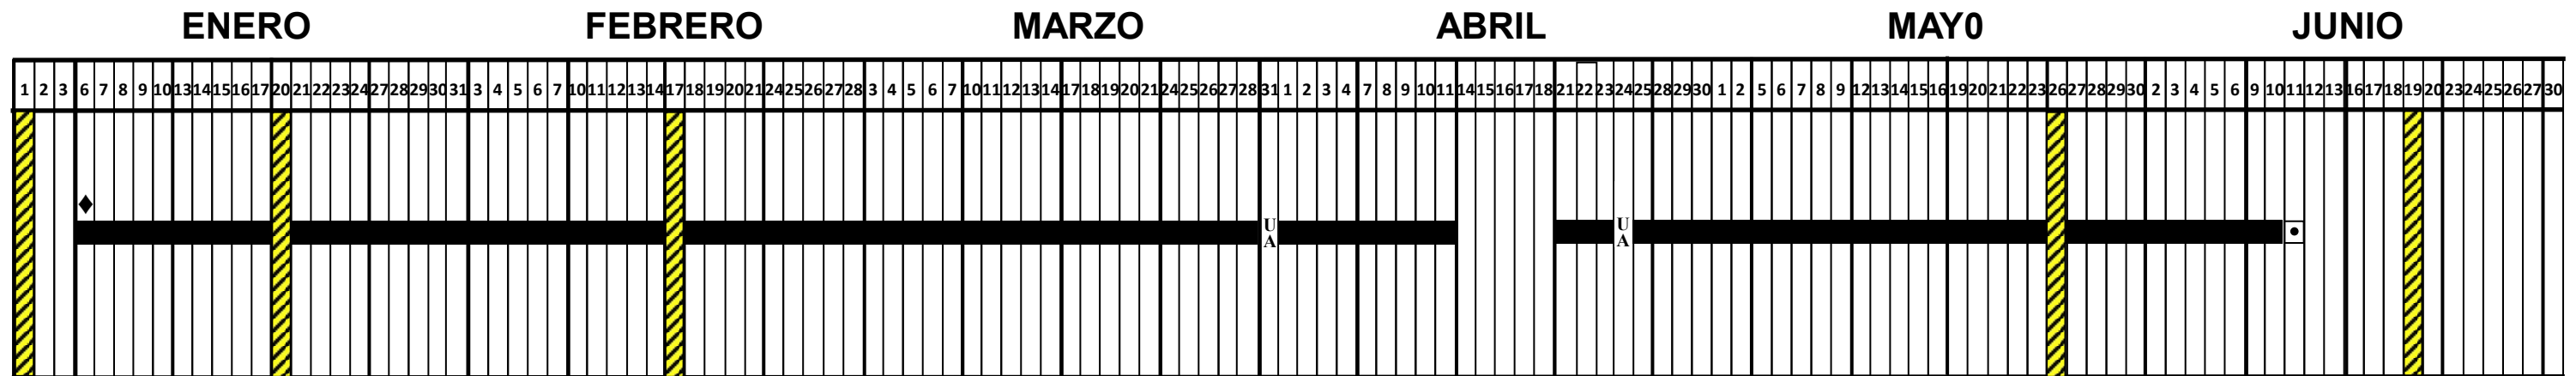 ENERO FEBRERO MARZO ABRIL MAY0 JUNIO
1 2 3 6 7 8 9 10 13 14 15 16 17 20 21 22 23 24 27 28 29 30 31 3 4 5 6 7 10 11 12 13 14 17 18 19 20 21 24 25 26 27 28 3 4 5 6 7 10 11 12 13 14 17 18 19 20 21 24 25 26 27 28 31 1 2 3 4 7 8 9 10 11 14 15 16 17 18 21 22 23 24 25 28 29 30 1 2 5 6 7 8 9 12 13 14 15 16 19 20 21 22 23 26 27 28 29 30 2 3 4 5 6 9 10 11 12 13 16 17 18 19 20 23 24 25 26 27 30
U U
A A